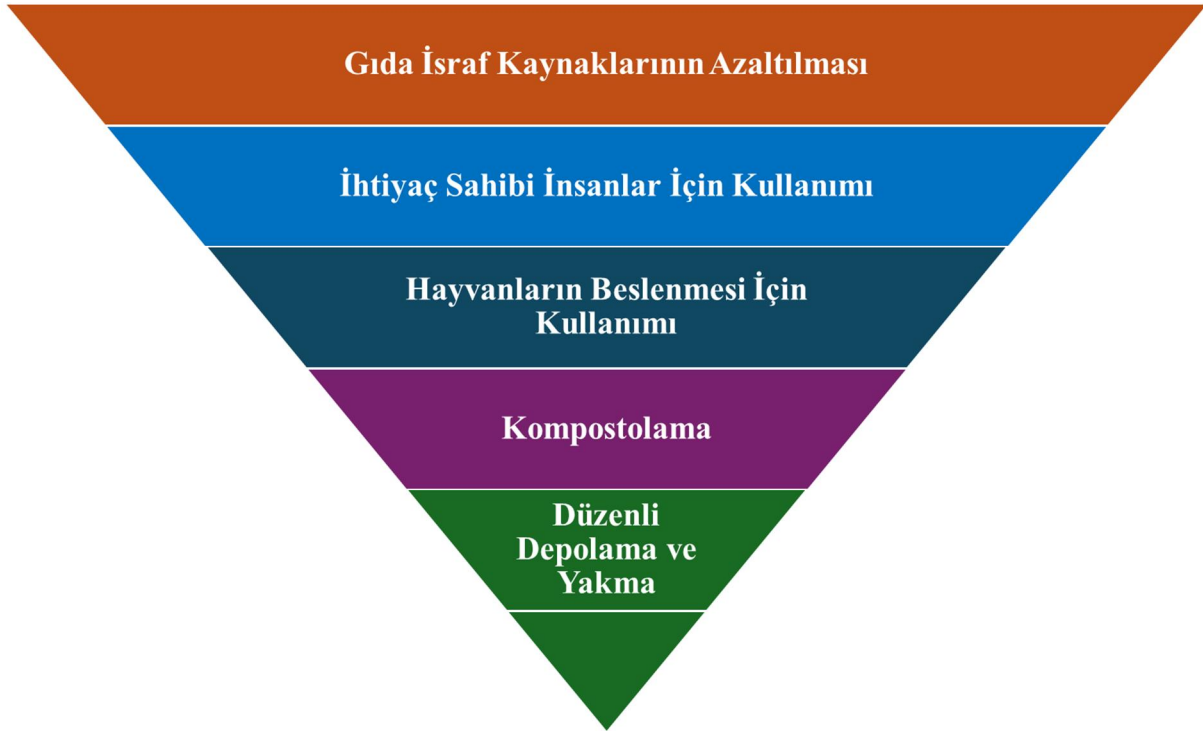 Gıda İsraf Kaynaklarının Azaltılması
İhtiyaç Sahibi İnsanlar İçin Kullanımı
Hayvanların Beslenmesi İçin
Kullanımı
Kompostolama
Düzenli
Depolama ve
Yakma